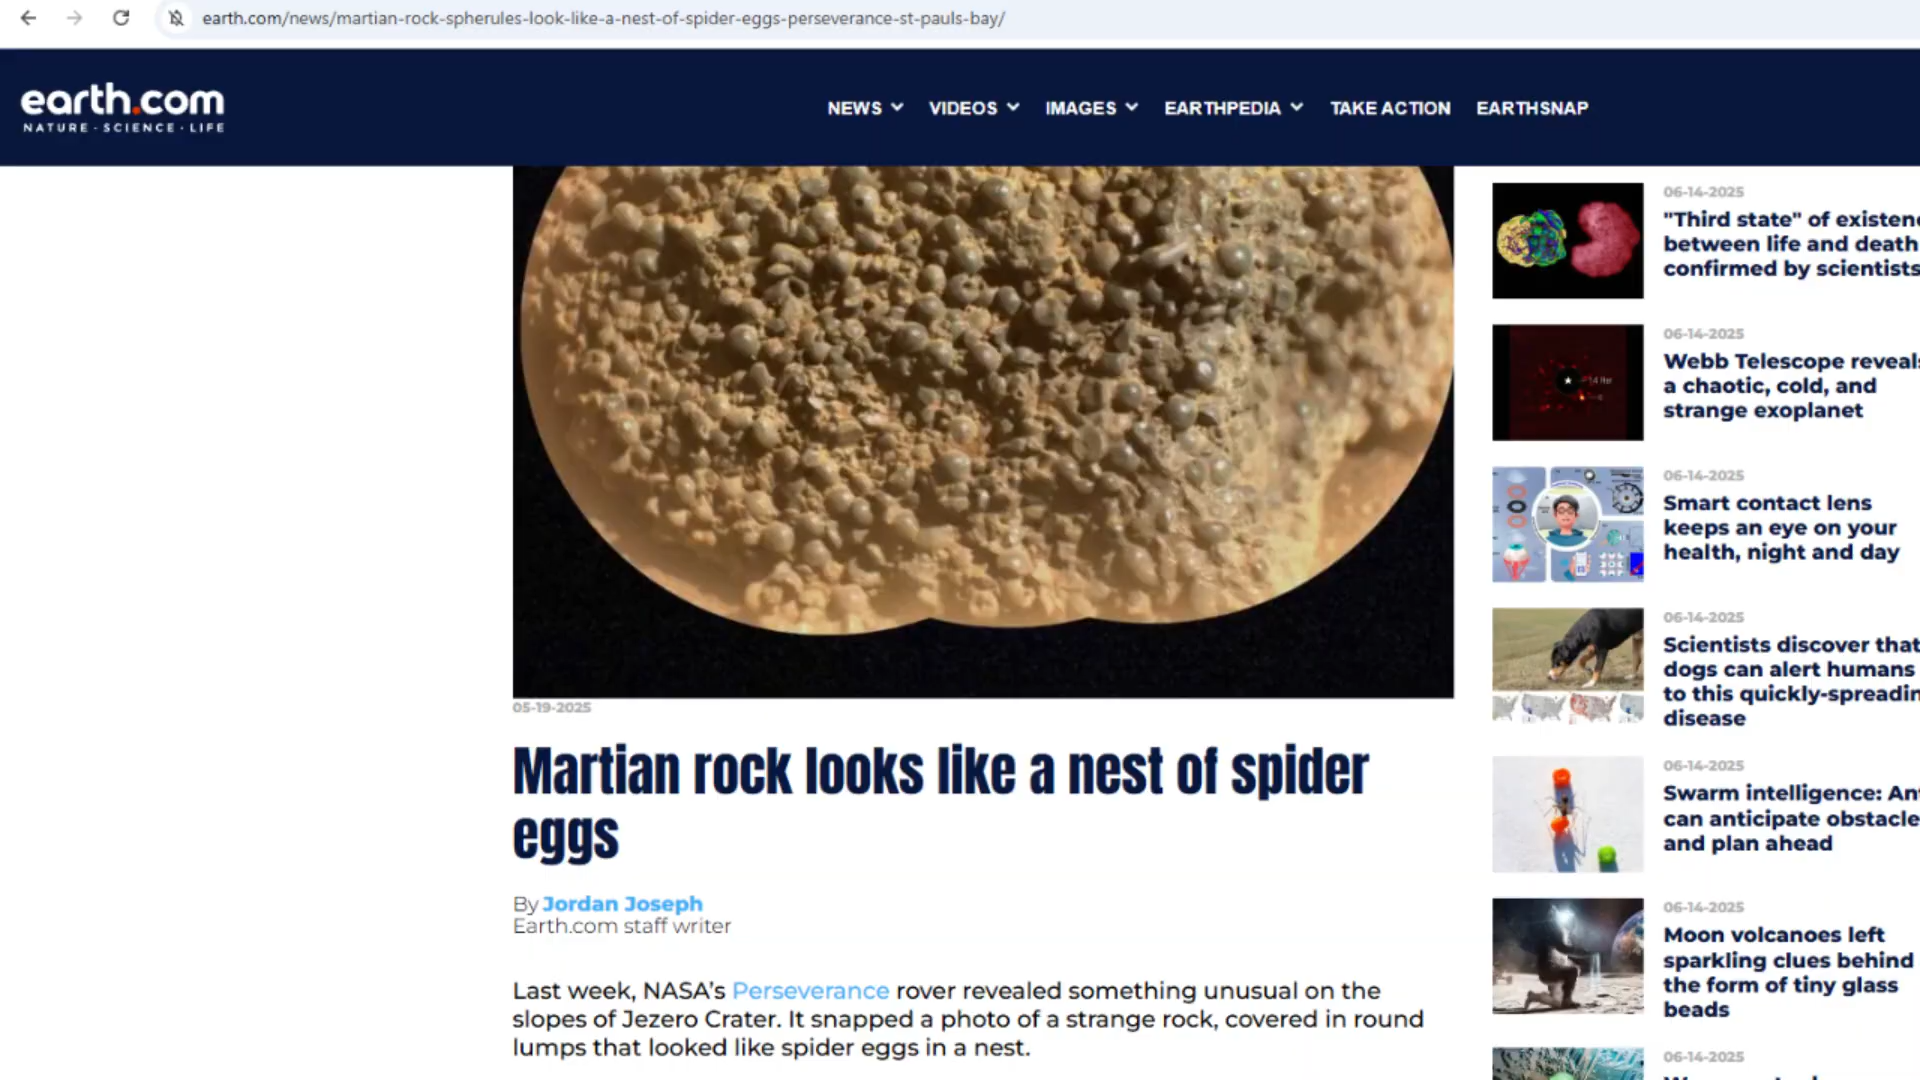 earth.com/news/martian-rock-spherules-look-like-a-nest-of-spider-eggs-perseverance-st-pauls-bay/
earth.com
NATURE · SCIENCE · LIFE
NEWS VIDEOS IMAGES EARTHPEDIA TAKE ACTION EARTHSNAP
05-19-2025
Martian rock looks like a nest of spider
eggs
By Jordan Joseph
Earth.com staff writer
Last week, NASA's Perseverance rover revealed something unusual on the
slopes of Jezero Crater. It snapped a photo of a strange rock, covered in round
lumps that looked like spider eggs in a nest.
06-14-2025
"Third state" of existen
between life and death
confirmed by scientists
06-14-2025
Webb Telescope reveals
a chaotic, cold, and
strange exoplanet
06-14-2025
Smart contact lens
keeps an eye on your
health, night and day
06-14-2025
Scientists discover that
dogs can alert humans
to this quickly-spreadin
disease
06-14-2025
Swarm intelligence: An
can anticipate obstacle
and plan ahead
06-14-2025
Moon volcanoes left
sparkling clues behind
the form of tiny glass
beads
06-14-2025